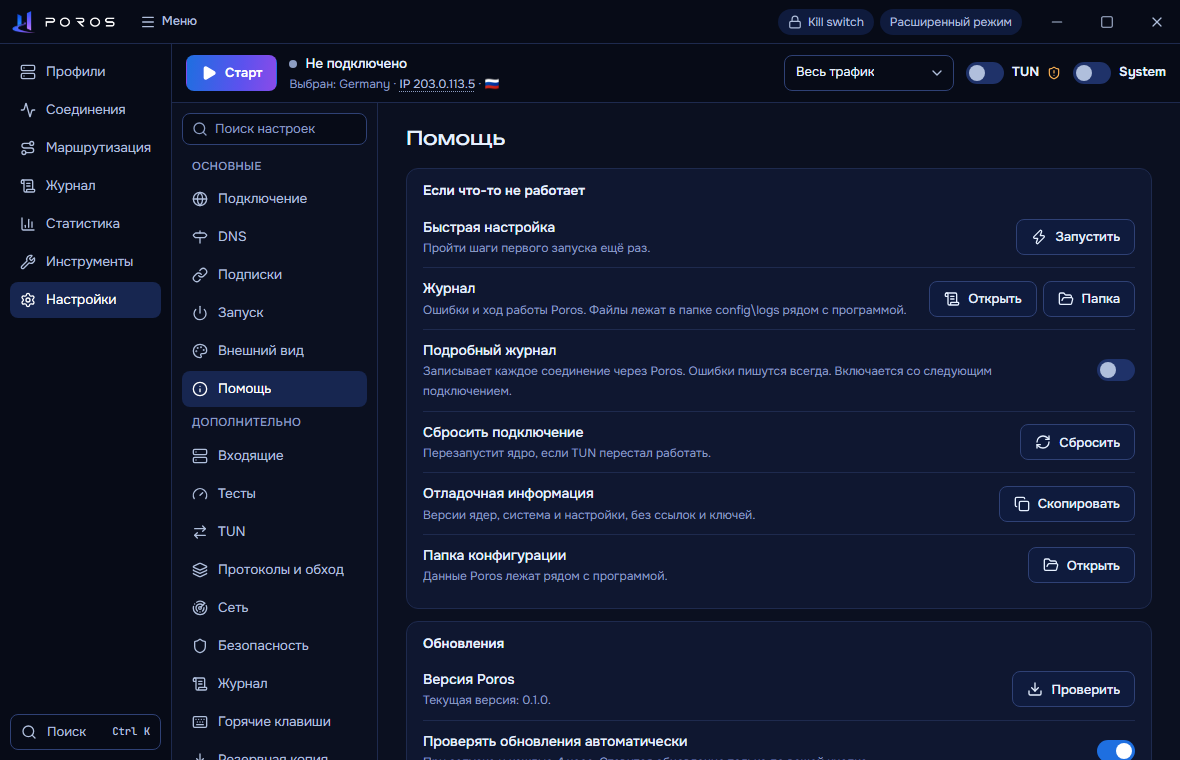 POROS
Меню
Kill switch
Расширенный режим
Профили
Соединения
Маршрутизация
Журнал
Статистика
Инструменты
Настройки
Поиск
Ctrl K
Старт
Не подключено
Выбран: Germany · IP 203.0.113.5 ·
Весь трафик
TUN
System
Поиск настроек
ОСНОВНЫЕ
Подключение
DNS
Подписки
Запуск
Внешний вид
Помощь
ДОПОЛНИТЕЛЬНО
Входящие
Тесты
TUN
Протоколы и обход
Сеть
Безопасность
Журнал
Горячие клавиши
Резервная копия
Помощь
Если что-то не работает
Быстрая настройка
Пройти шаги первого запуска ещё раз.
Запустить
Журнал
Ошибки и ход работы Poros. Файлы лежат в папке config\logs рядом с программой.
Открыть
Папка
Подробный журнал
Записывает каждое соединение через Poros. Ошибки пишутся всегда. Включается со следующим
подключением.
Сбросить подключение
Перезапустит ядро, если TUN перестал работать.
Сбросить
Отладочная информация
Версии ядер, система и настройки, без ссылок и ключей.
Скопировать
Папка конфигурации
Данные Poros лежат рядом с программой.
Открыть
Обновления
Версия Poros
Текущая версия: 0.1.0.
Проверить
Проверять обновления автоматически